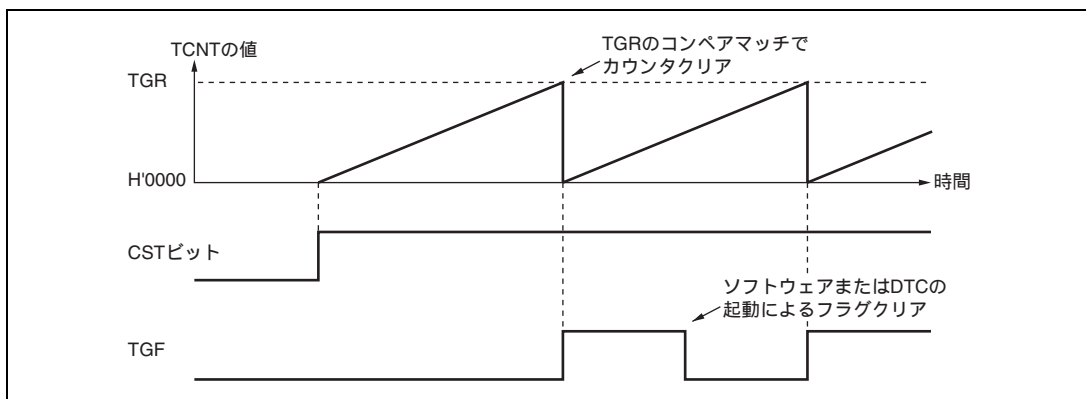 TCNTの値
TGRのコンペアマッチで
カウンタクリア
TGR
H'0000
時間
CSTビット
ソフトウェアまたはDTCの
起動によるフラグクリア
TGF